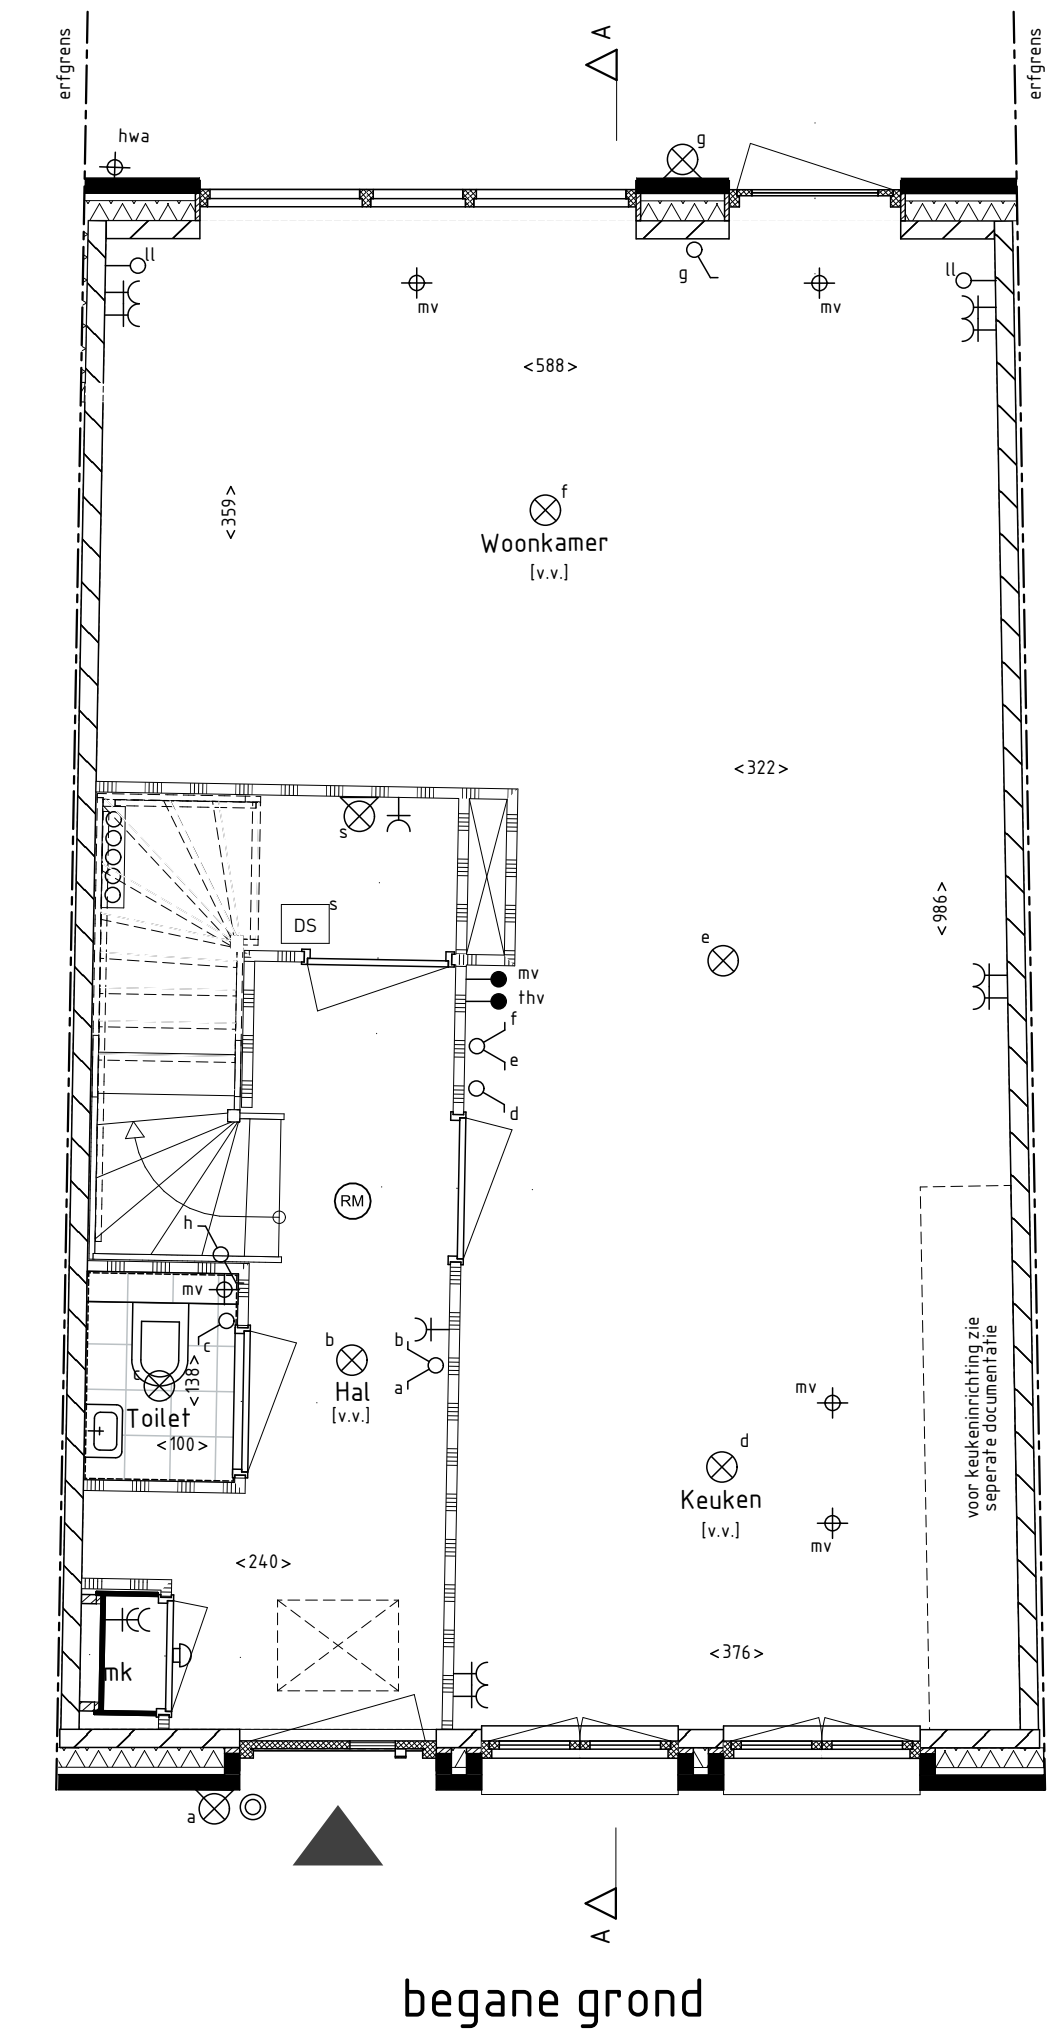 A
erfgrens
erfgrens
hwa
g
ll
g
ll
mv
mv
<588>
<359>
f
Woonkamer
[v.v.]
<322>
s
s
DS
<986>
e
mv
thv
f
e
d
RM
h
mv
c
b
b
a
c
<138>
Hal
[v.v.]
Toilet
<100>
mv
d
Keuken
[v.v.]
mv
voor keukeninrichting zie
seperate documentatie
<240>
<376>
mk
a
A
begane grond